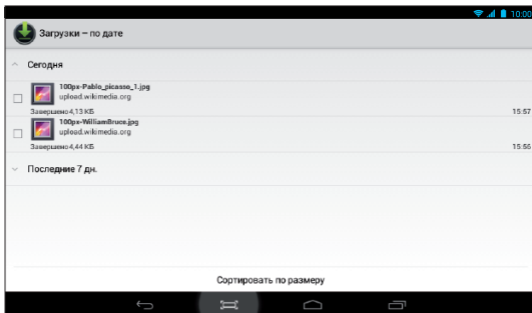 10:00
Загрузки – по дате
Сегодня
100px-Pablo_picasso_1.jpg
upload.wikimedia.org
Завершено 4,13 КБ 15:57
100px-WilliamBruce.jpg
upload.wikimedia.org
Завершено 4,44 КБ 15:56
Последние 7 дн.
Сортировать по размеру